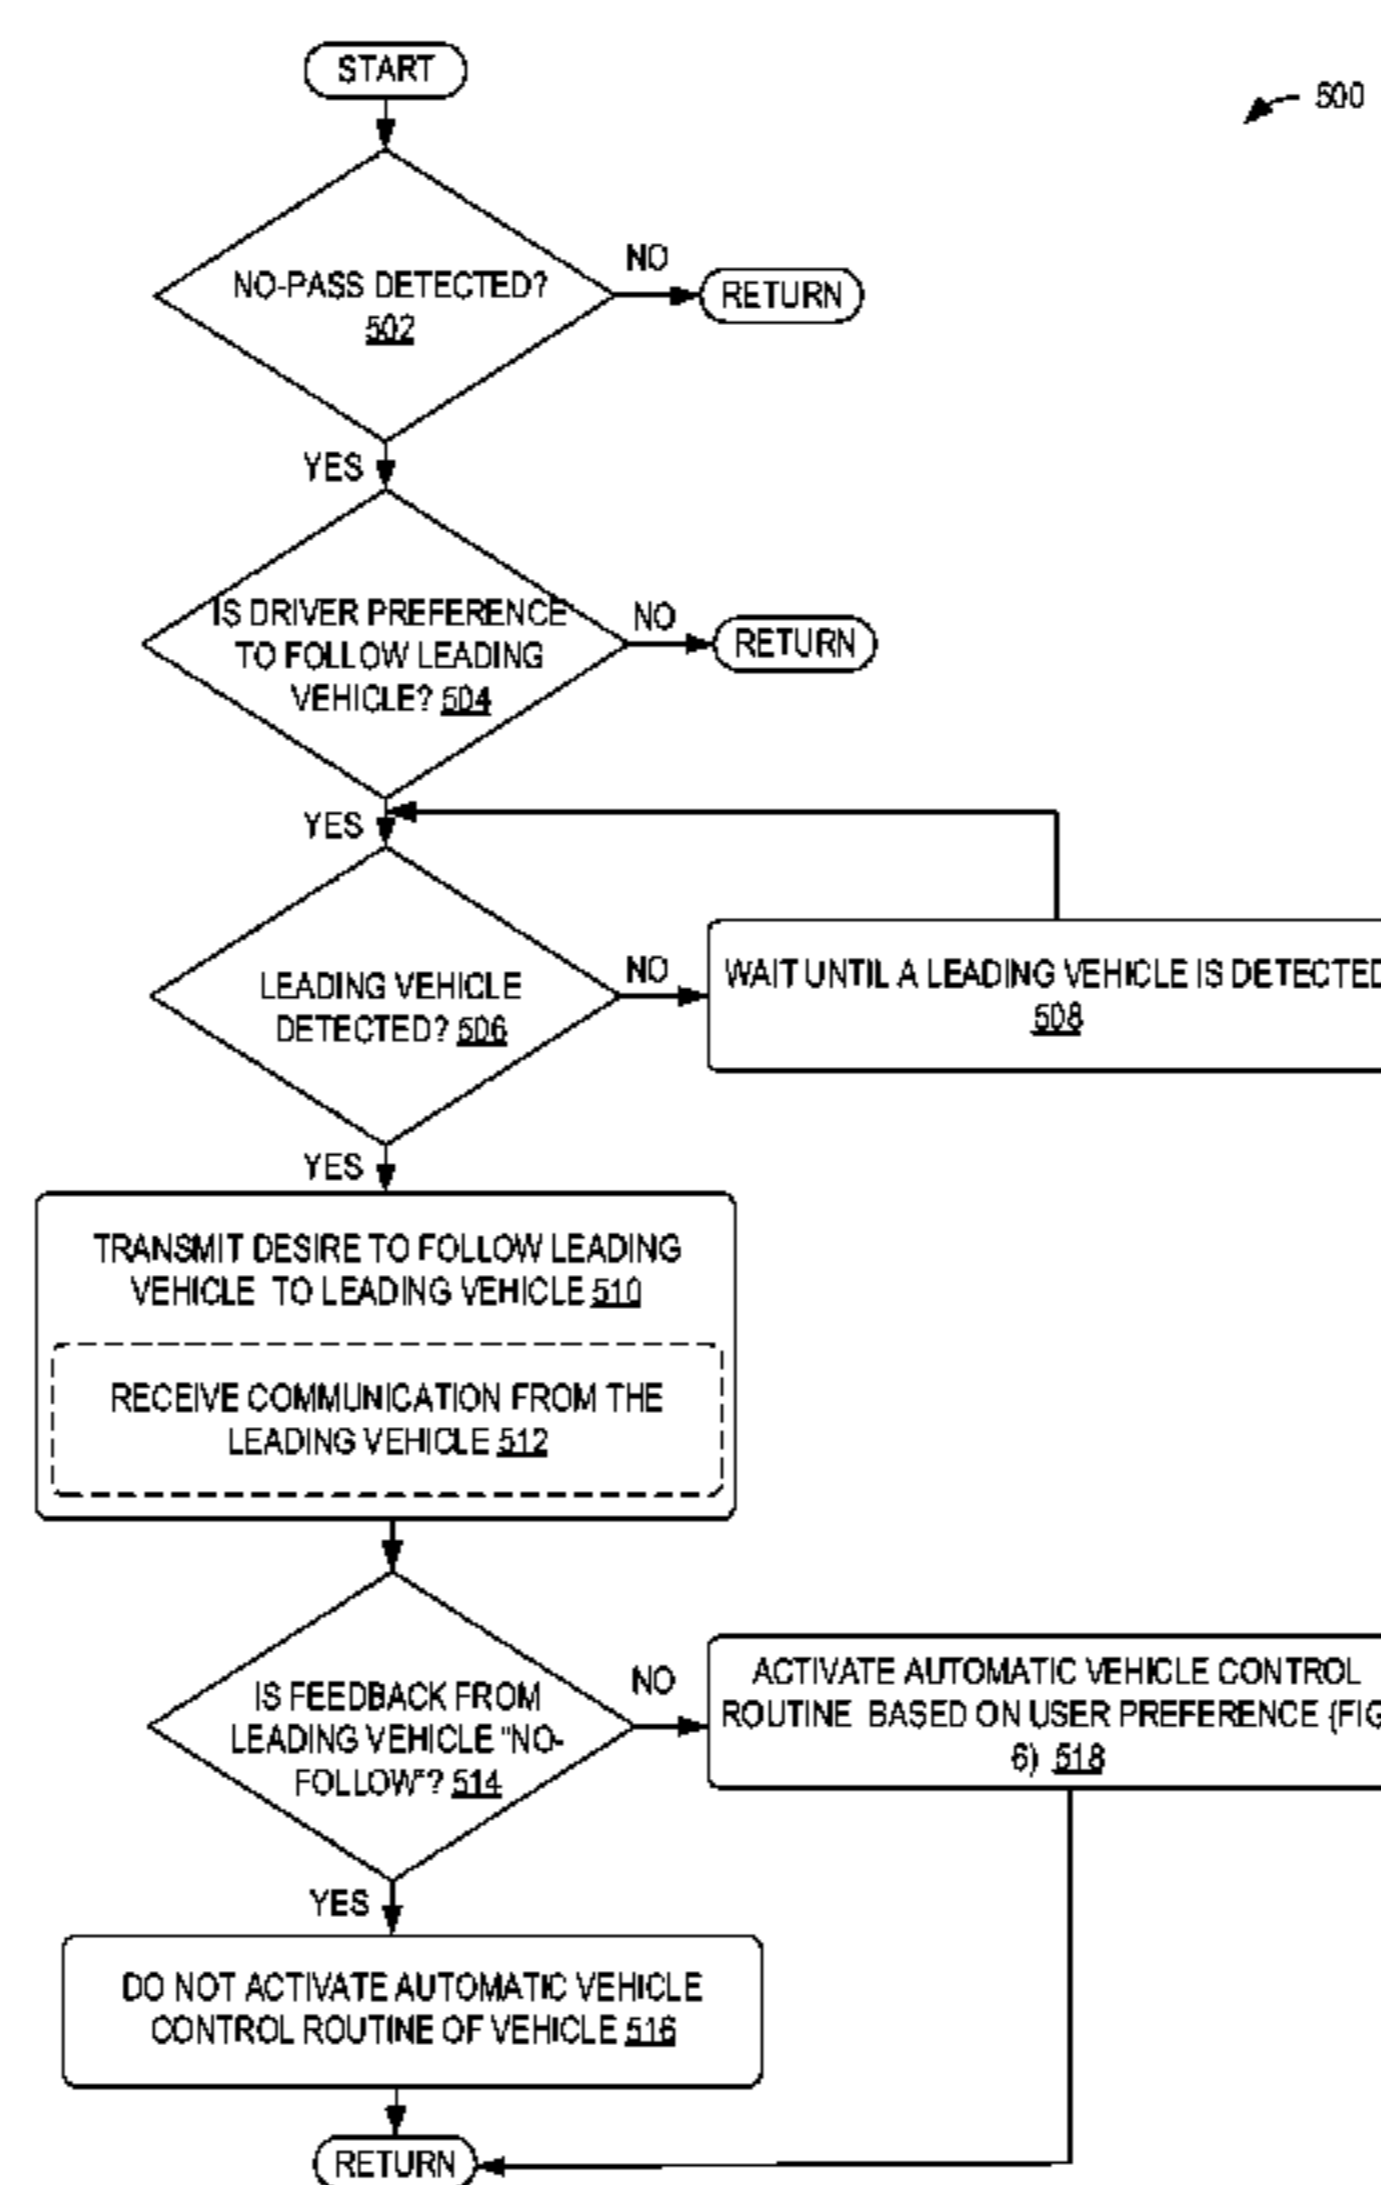 START
500
NO-PASS DETECTED?
502
NO
RETURN
YES
IS DRIVER PREFERENCE
TO FOLLOW LEADING
VEHICLE? 504
NO
RETURN
YES
LEADING VEHICLE
DETECTED? 506
NO
WAIT UNTIL A LEADING VEHICLE IS DETECTED
508
YES
TRANSMIT DESIRE TO FOLLOW LEADING
VEHICLE TO LEADING VEHICLE 510
RECEIVE COMMUNICATION FROM THE
LEADING VEHICLE 512
IS FEEDBACK FROM
LEADING VEHICLE "NO-
FOLLOW"? 514
NO
ACTIVATE AUTOMATIC VEHICLE CONTROL
ROUTINE BASED ON USER PREFERENCE (FIG
6) 518
YES
DO NOT ACTIVATE AUTOMATIC VEHICLE
CONTROL ROUTINE OF VEHICLE 516
RETURN